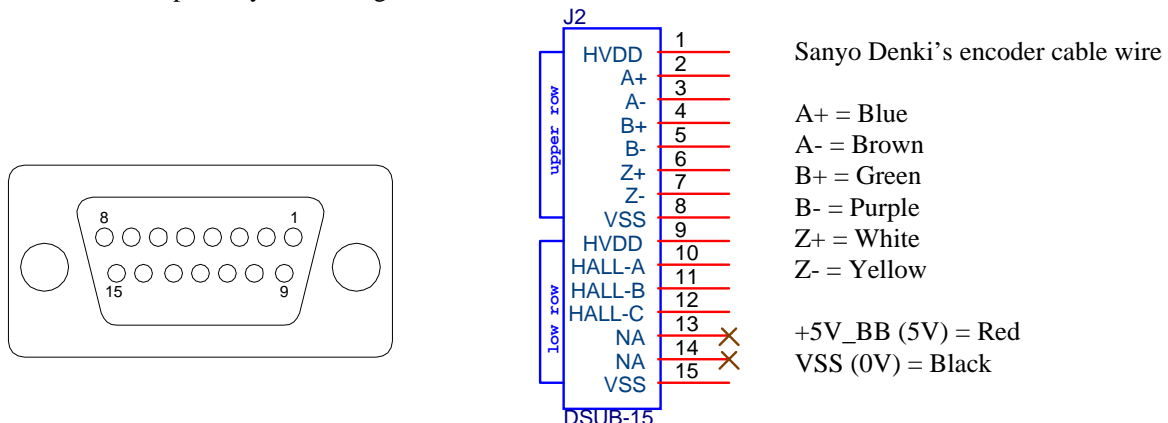 J2
8
1
15
9
upper row
low row
HVDD 1
A+ 2
A- 3
B+ 4
B- 5
Z+ 6
Z- 7
VSS 8
HVDD 9
HALL-A 10
HALL-B 11
HALL-C 12
NA 13
NA 14
VSS 15
DSUB-15
Sanyo Denki’s encoder cable wire
A+ = Blue
A- = Brown
B+ = Green
B- = Purple
Z+ = White
Z- = Yellow
+5V_BB (5V) = Red
VSS (0V) = Black